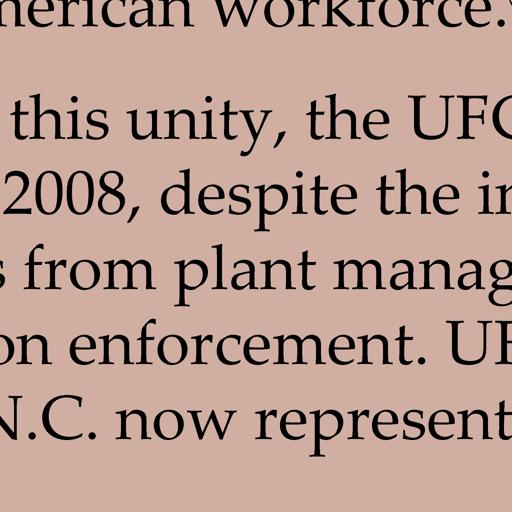 merican workforce.
this unity, the UFC
2008, despite the in
s from plant manag
on enforcement. UF
N.C. now represent